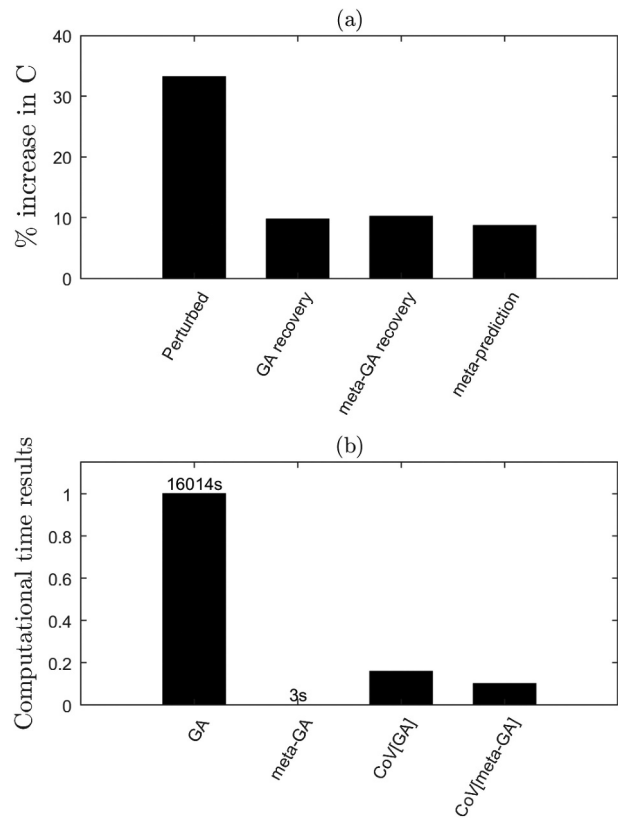 (a)
% increase in C
40
30
20
10
0
Perturbed
GA recovery
meta-GA recovery
meta-prediction
(b)
Computational time results
1
0.8
0.6
0.4
0.2
0
16014s
3s
GA
meta-GA
CoV[GA]
CoV[meta-GA]